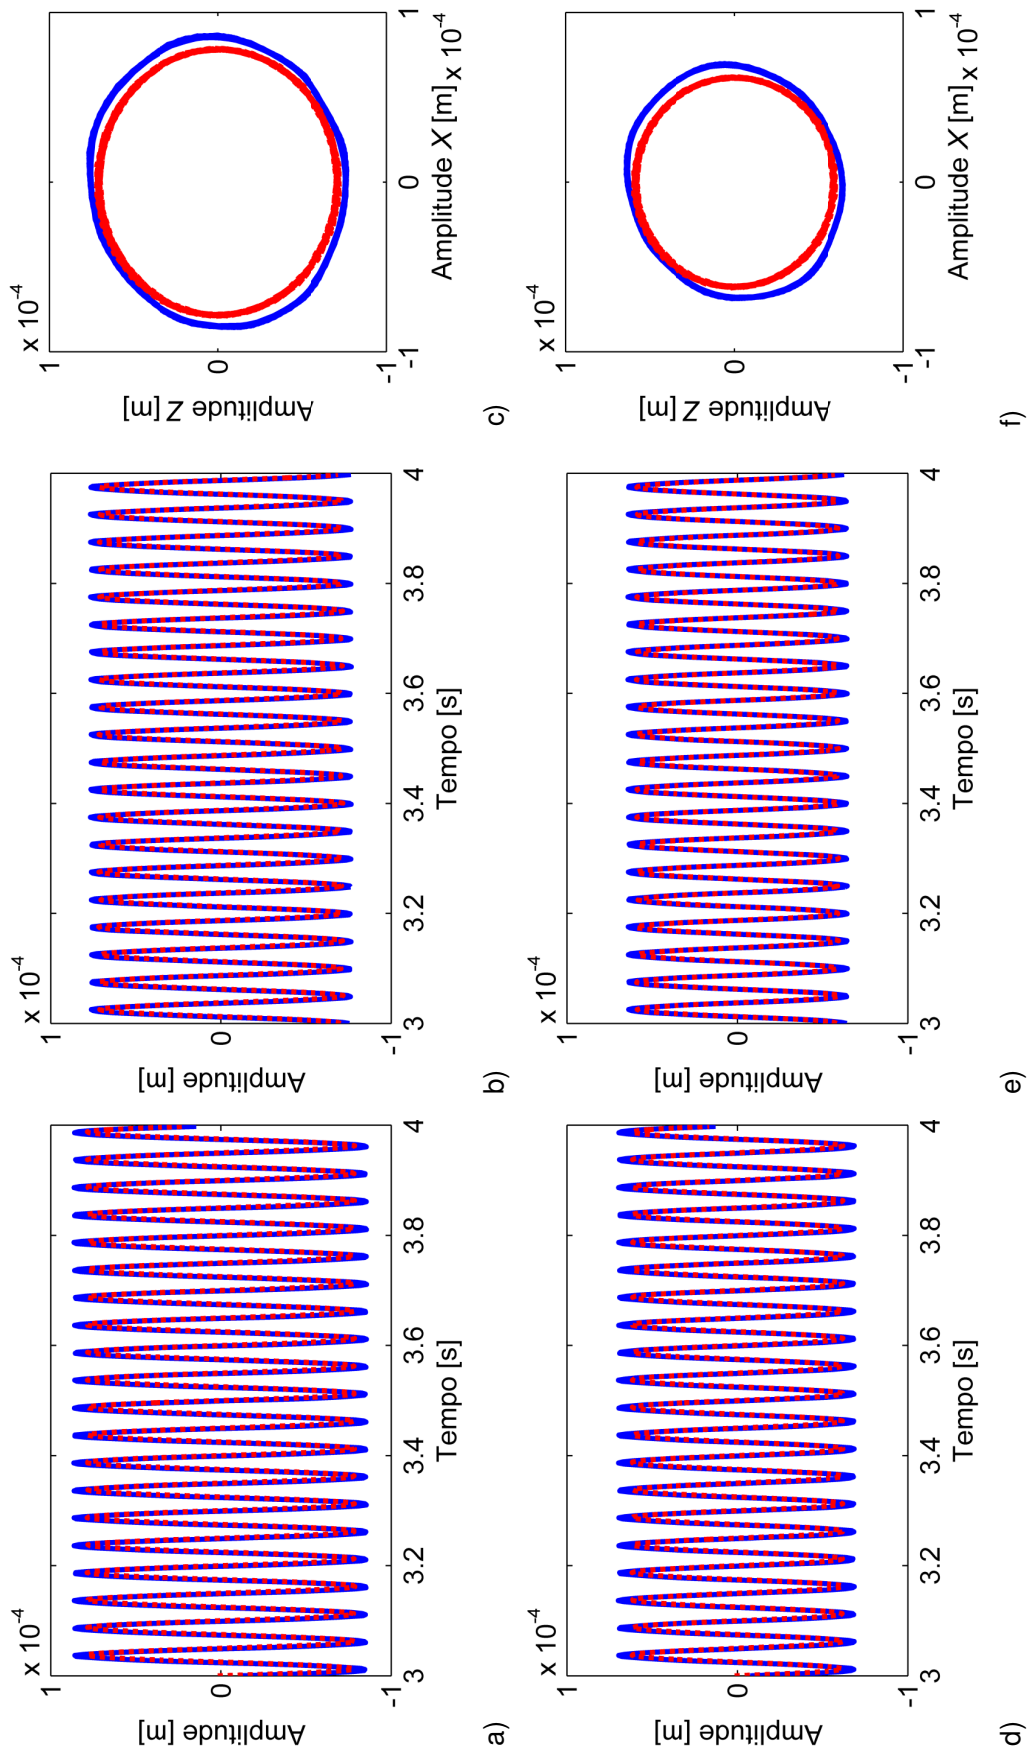 x 10⁻⁴
1
0
-1
Amplitude [m]
3 3.2 3.4 3.6 3.8 4
Tempo [s]
a)
x 10⁻⁴
1
0
-1
Amplitude [m]
3 3.2 3.4 3.6 3.8 4
Tempo [s]
b)
x 10⁻⁴
1
0
-1
Amplitude Z [m]
-1 0 1
Amplitude X [m] x 10⁻⁴
c)
x 10⁻⁴
1
0
-1
Amplitude [m]
3 3.2 3.4 3.6 3.8 4
Tempo [s]
d)
x 10⁻⁴
1
0
-1
Amplitude [m]
3 3.2 3.4 3.6 3.8 4
Tempo [s]
e)
x 10⁻⁴
1
0
-1
Amplitude Z [m]
-1 0 1
Amplitude X [m] x 10⁻⁴
f)